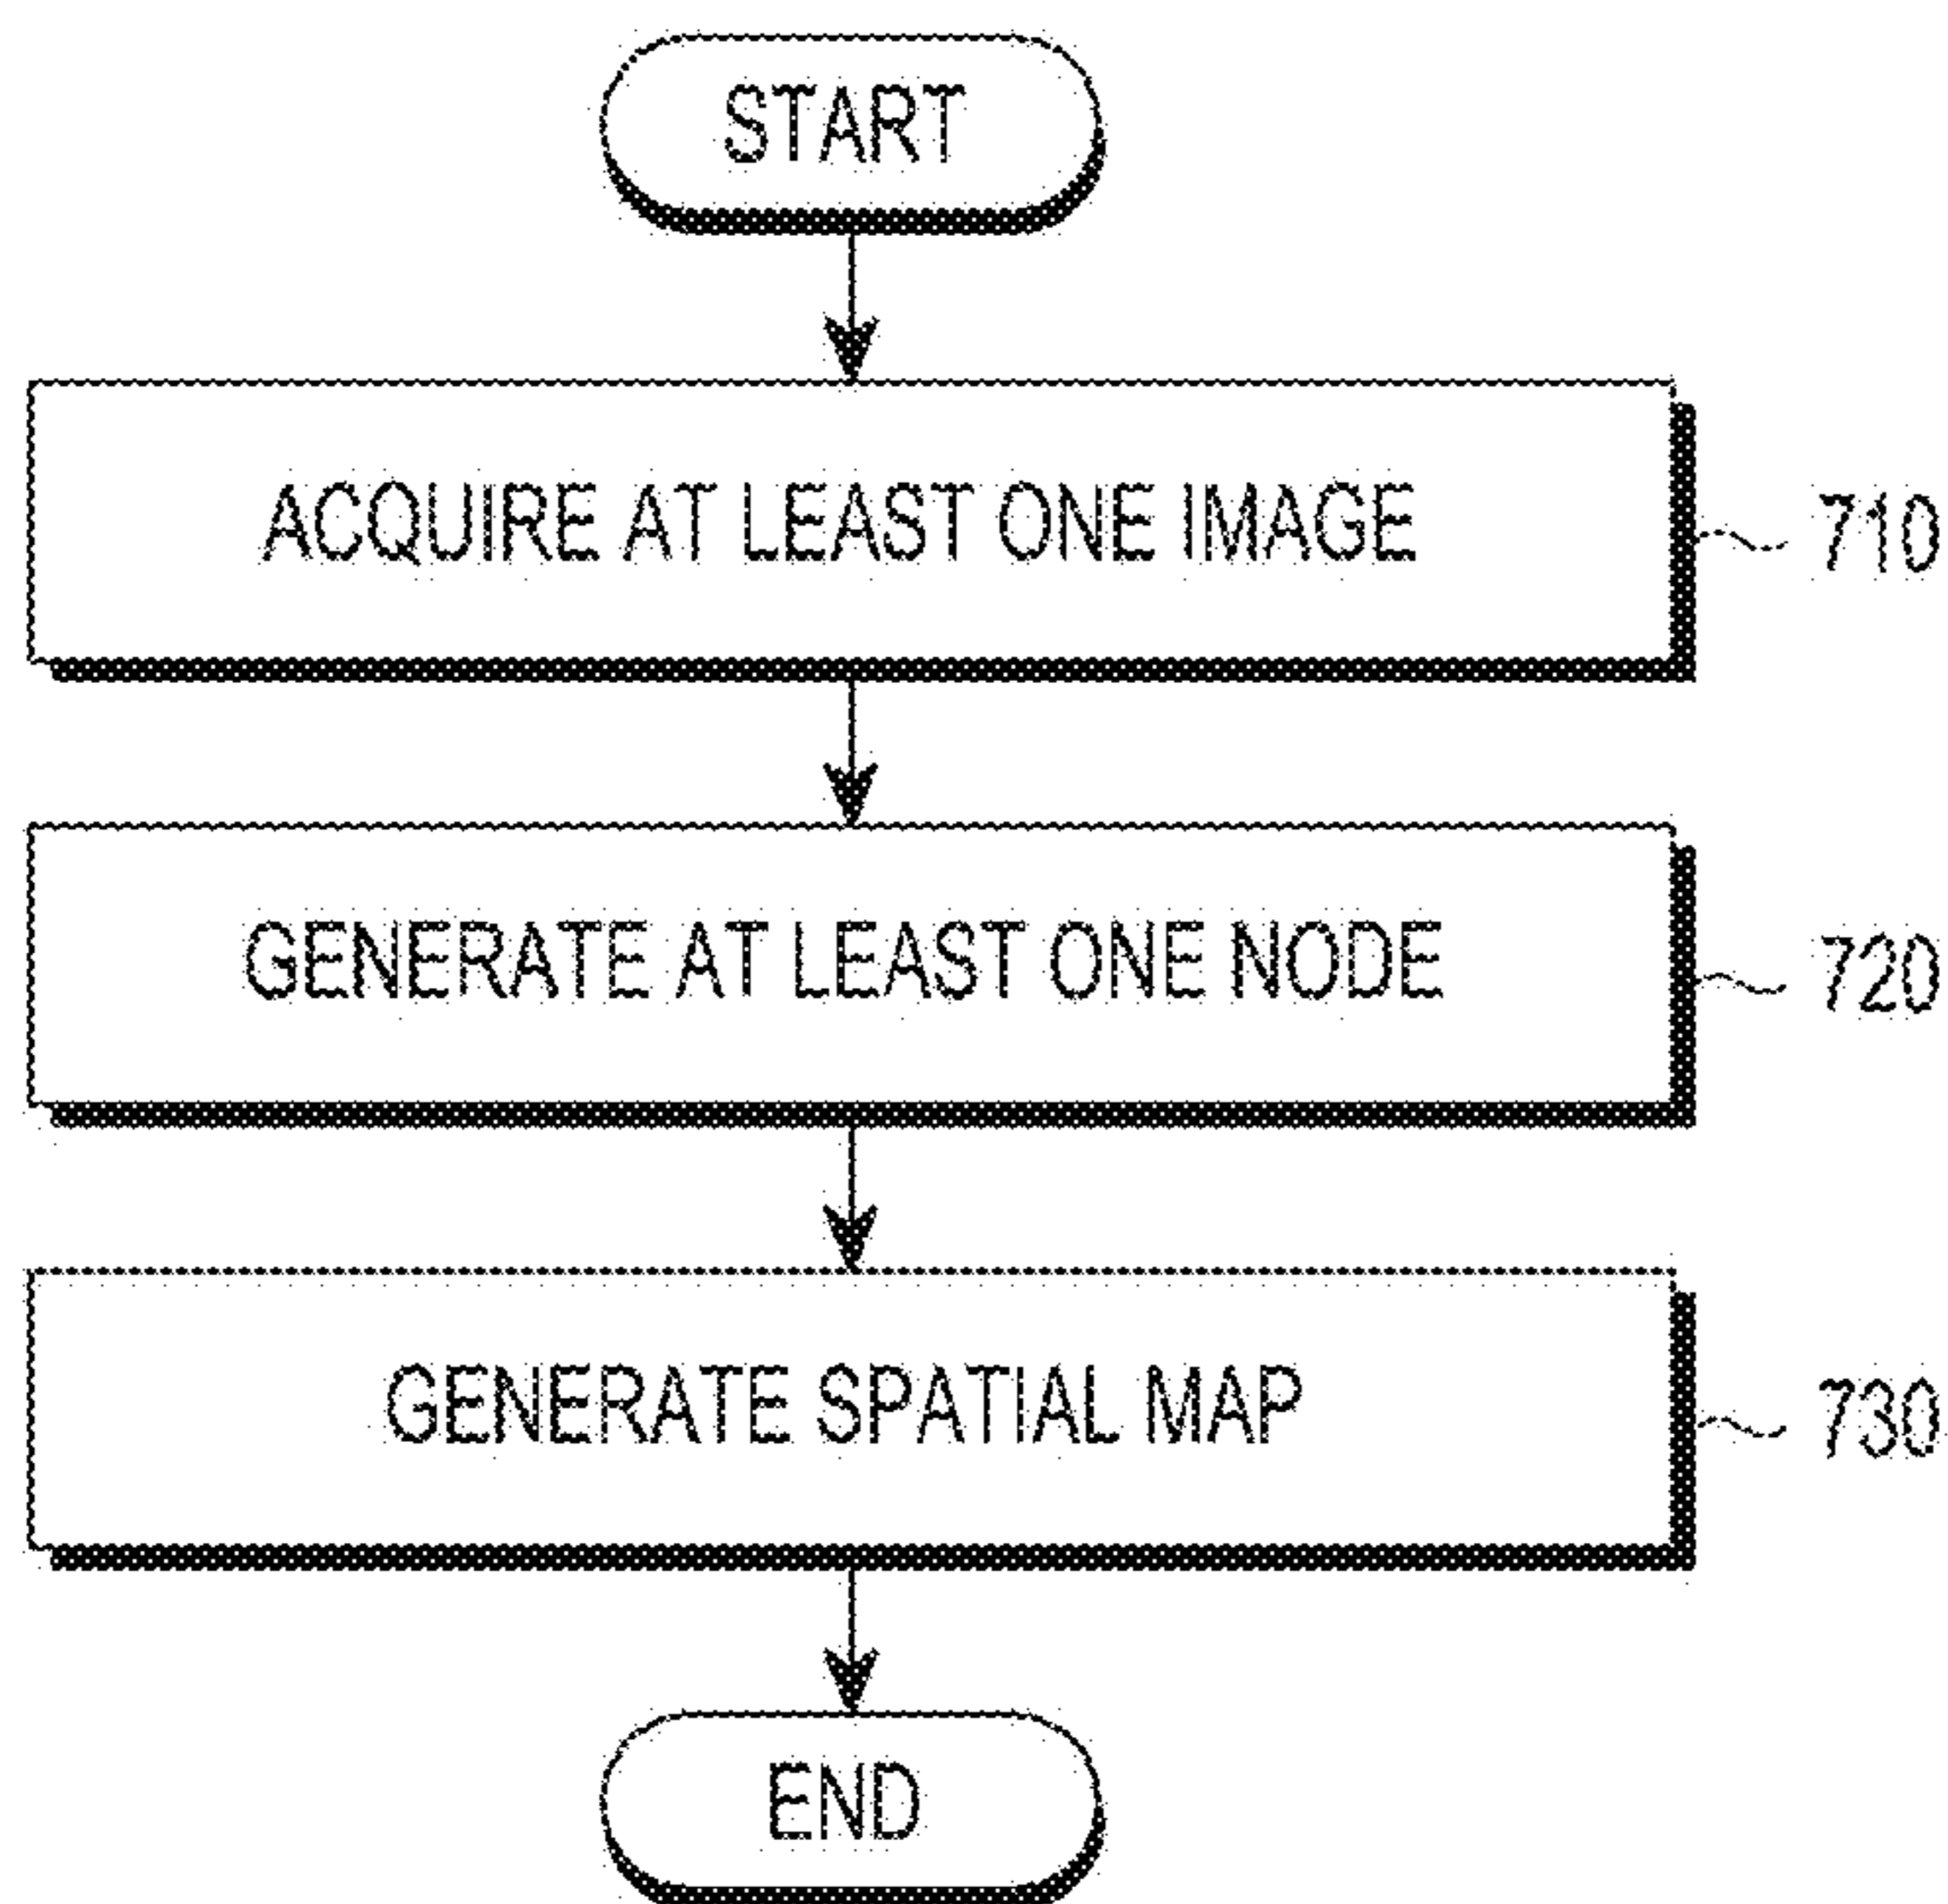 START
ACQUIRE AT LEAST ONE IMAGE
710
GENERATE AT LEAST ONE NODE
720
GENERATE SPATIAL MAP
730
END